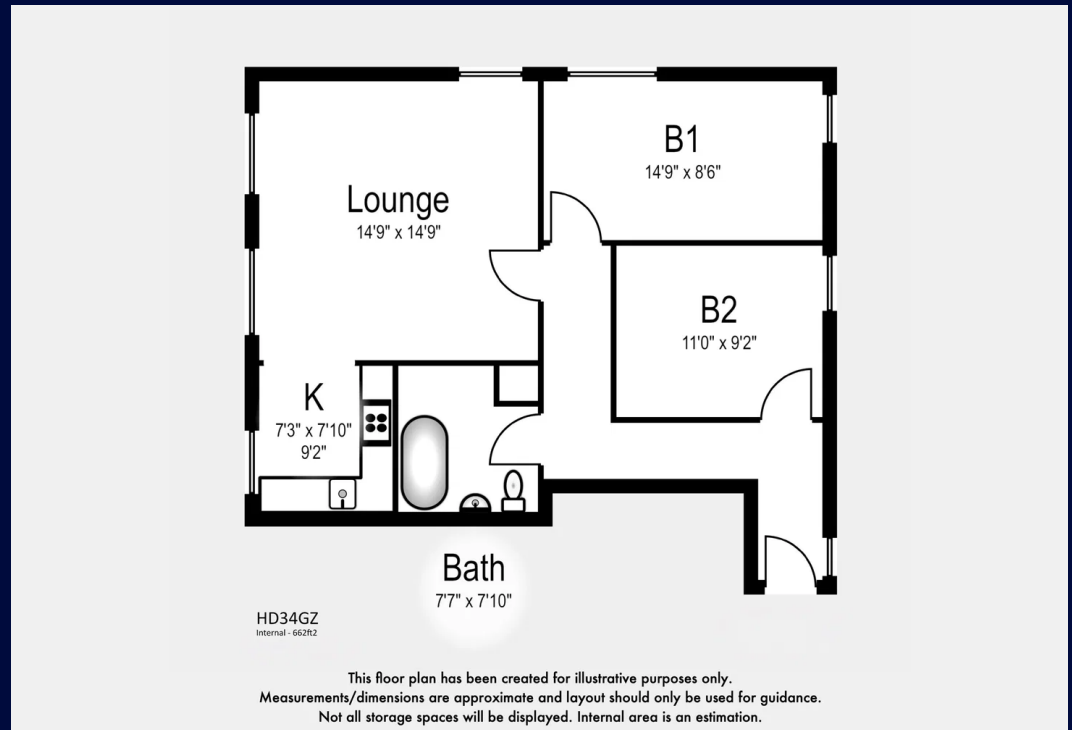 B1
14'9" x 8'6"
Lounge
14'9" x 14'9"
B2
11'0" x 9'2"
K
7'3" x 7'10"
9'2"
Bath
7'7" x 7'10"
HD34GZ
Internal - 662ft2
This floor plan has been created for illustrative purposes only.
Measurements/dimensions are approximate and layout should only be used for guidance.
Not all storage spaces will be displayed. Internal area is an estimation.